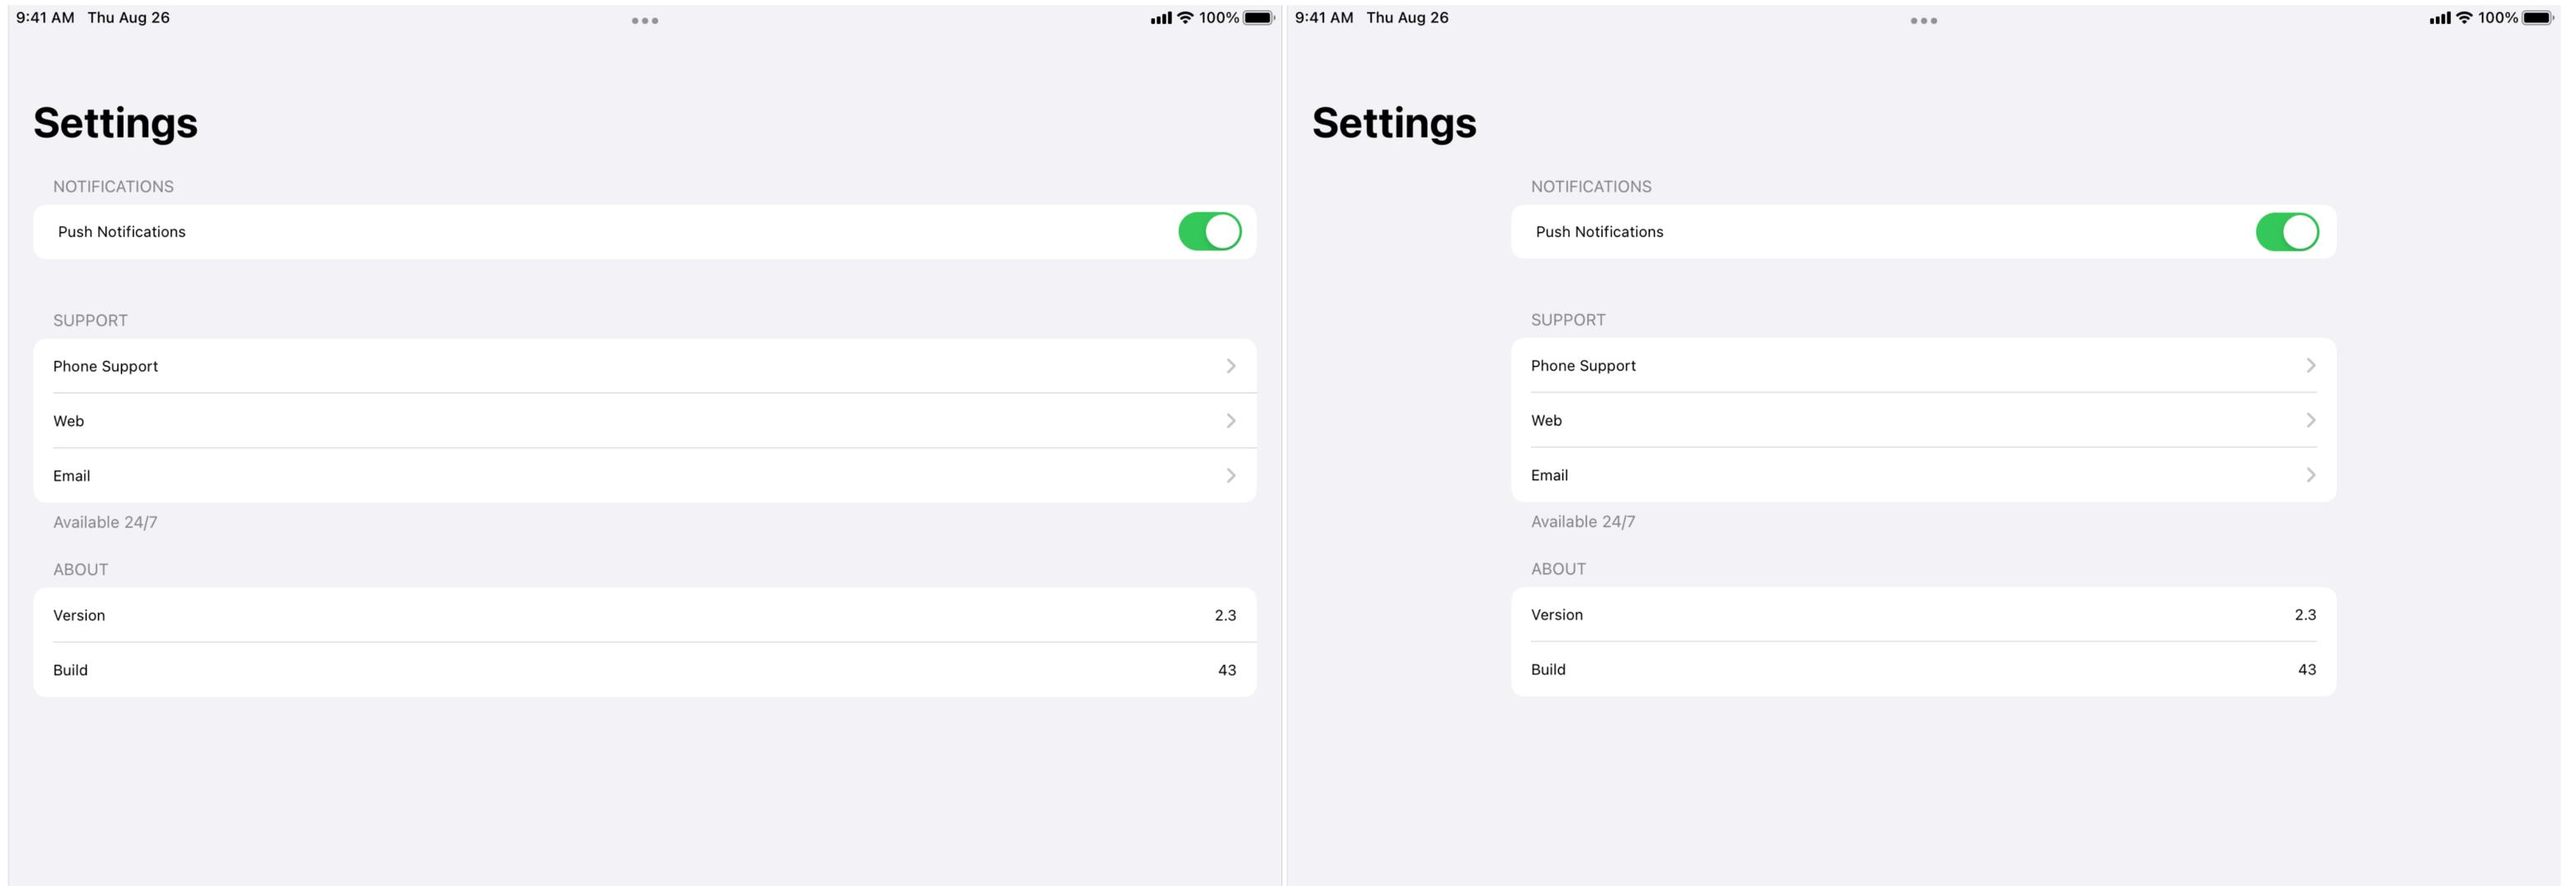 9:41 AM Thu Aug 26
100%
Settings
NOTIFICATIONS
Push Notifications
SUPPORT
Phone Support
Web
Email
Available 24/7
ABOUT
Version 2.3
Build 43
9:41 AM Thu Aug 26
100%
Settings
NOTIFICATIONS
Push Notifications
SUPPORT
Phone Support
Web
Email
Available 24/7
ABOUT
Version 2.3
Build 43